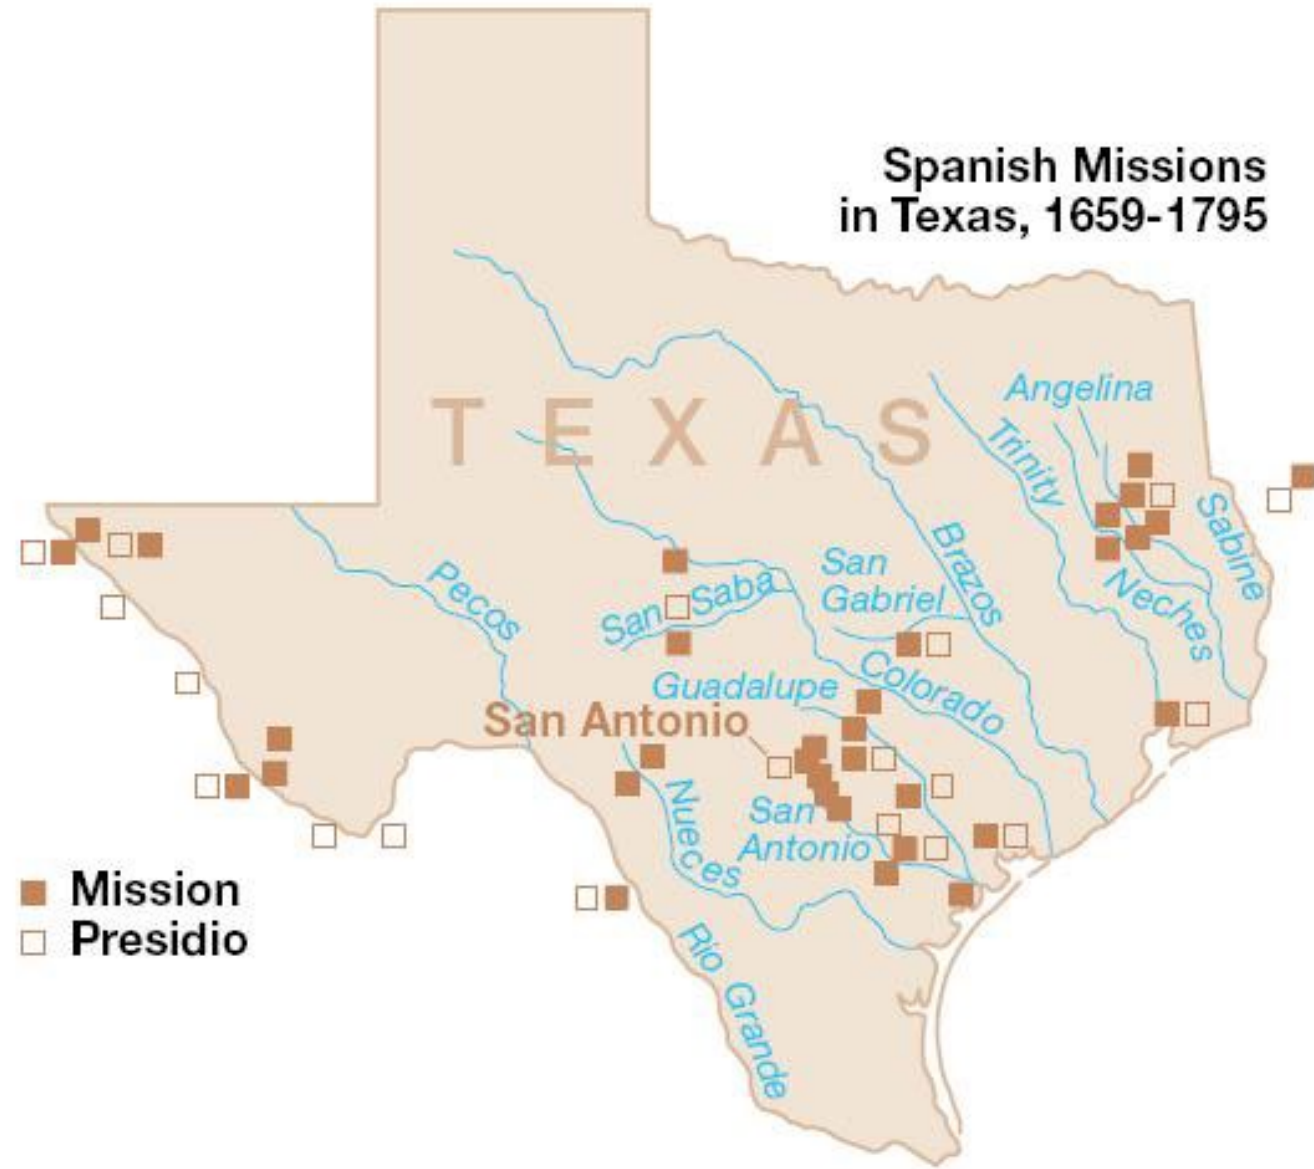 Spanish Missions
in Texas, 1659-1795
TEXAS
Angelina
Trinity
Sabine
Neches
Brazos
San
Gabriel
San Saba
Pecos
Colorado
Guadalupe
San Antonio
Nueces
San
Antonio
Rio Grande
Mission
Presidio